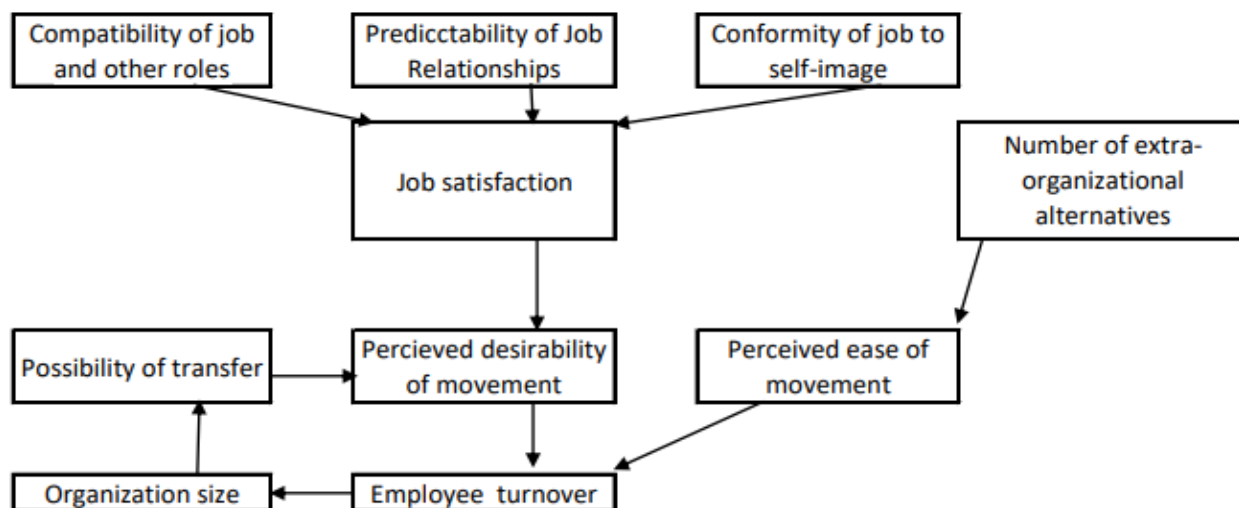 Compatibility of job
and other roles
Predicctability of Job
Relationships
Conformity of job to
self-image
Job satisfaction
Number of extra-
organizational
alternatives
Possibility of transfer
Percieved desirability
of movement
Perceived ease of
movement
Organization size
Employee turnover